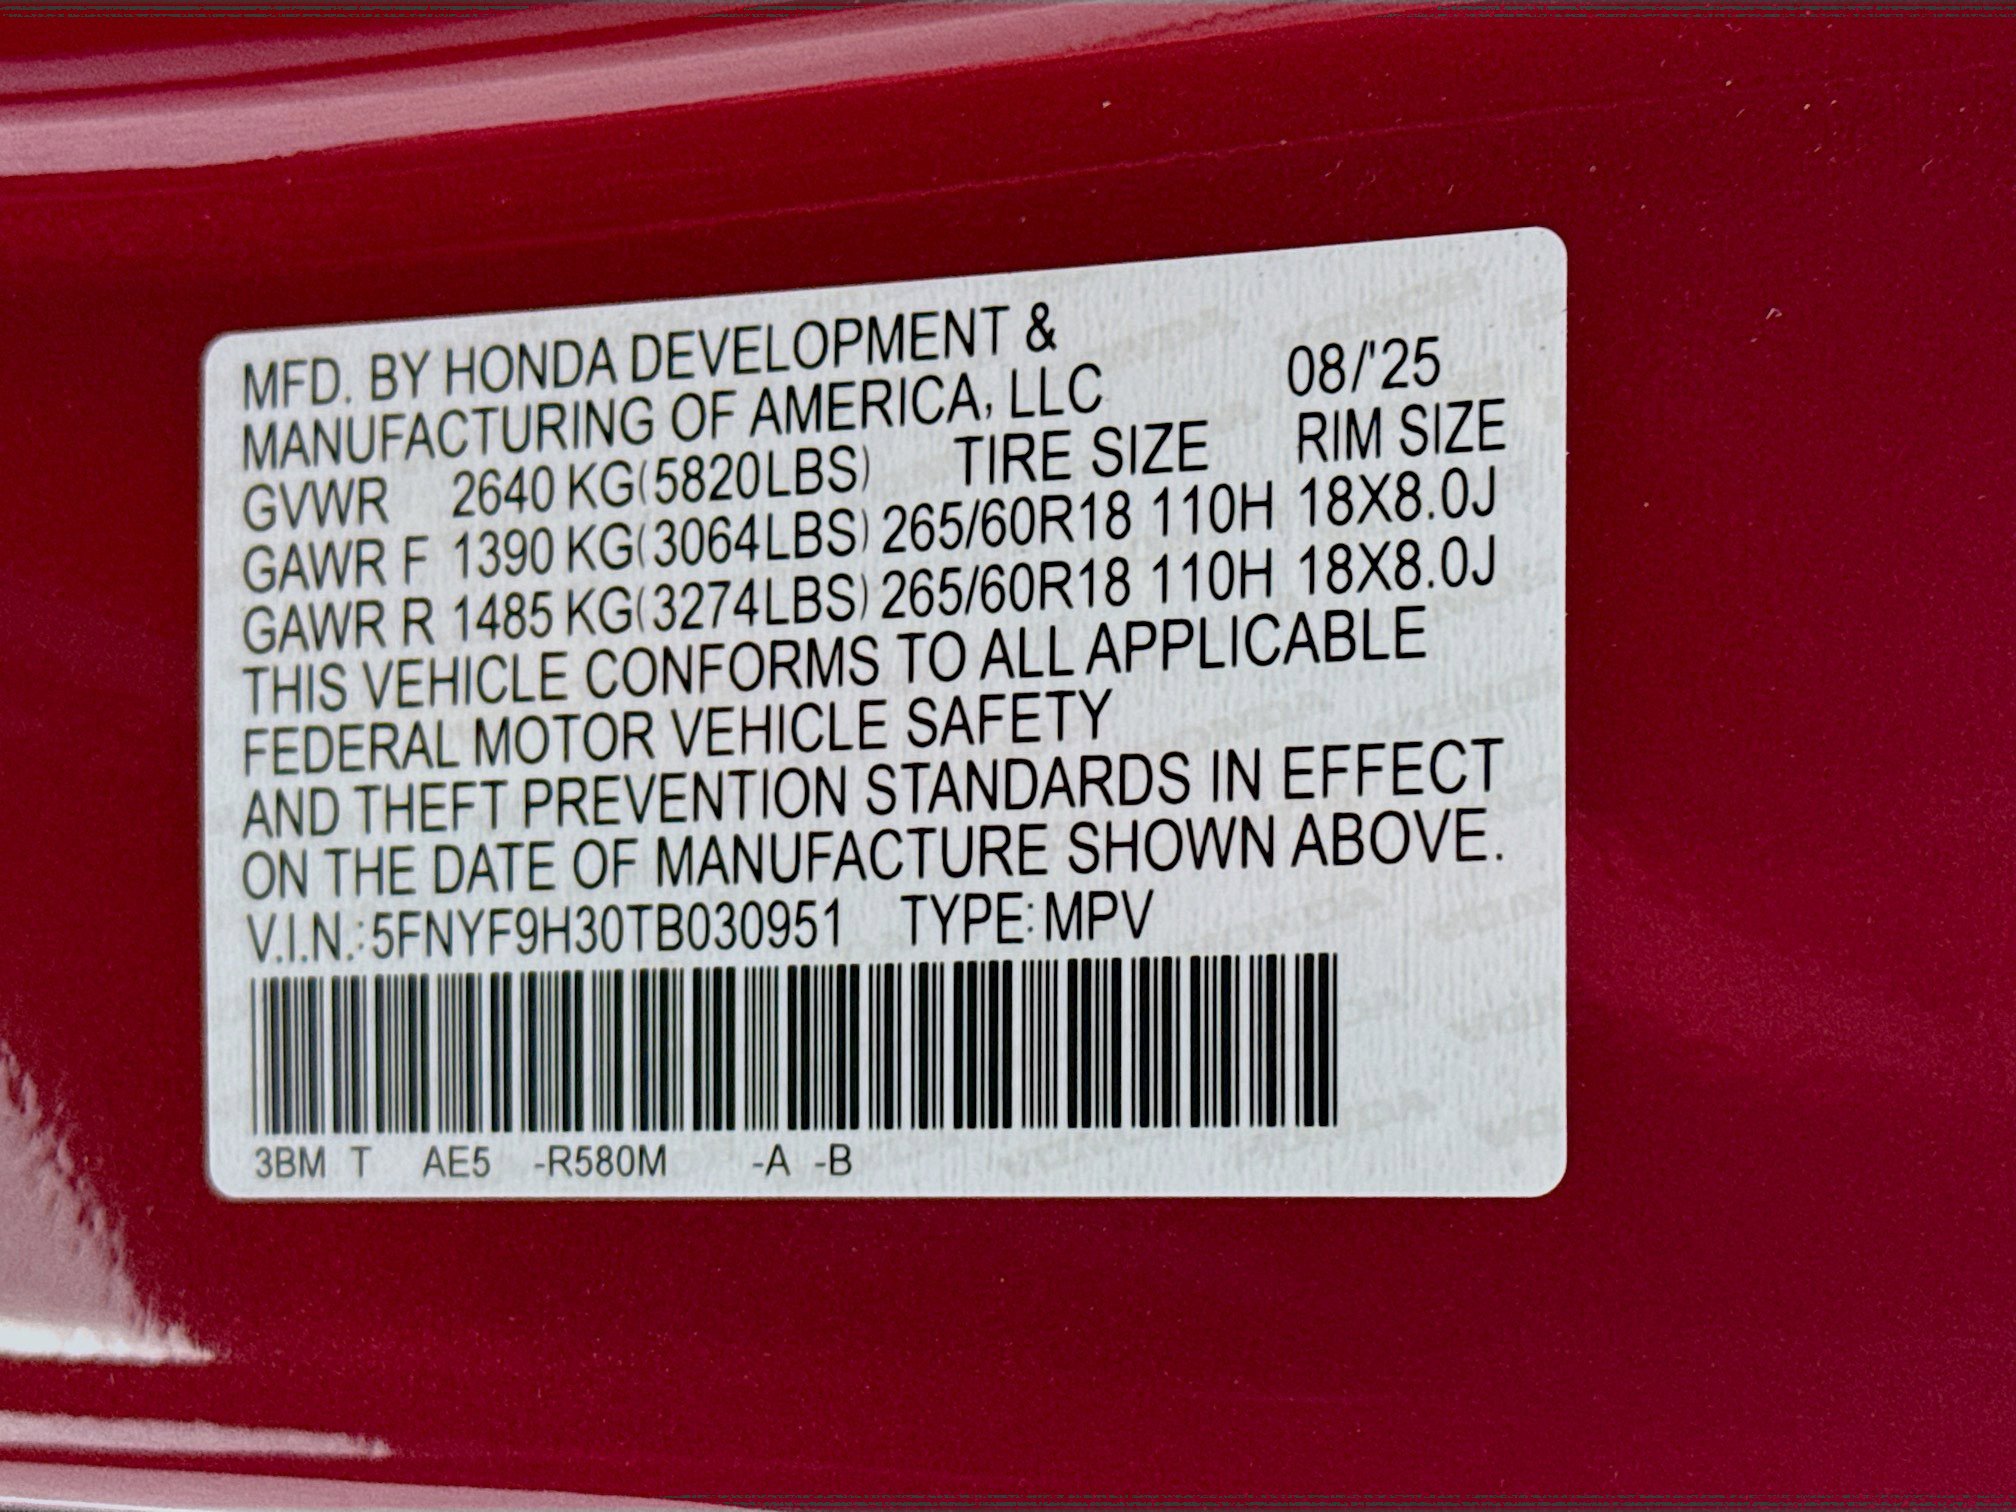 MFD. BY HONDA DEVELOPMENT &
MANUFACTURING OF AMERICA, LLC 08/'25
GVWR 2640 KG(5820LBS) TIRE SIZE RIM SIZE
GAWR F 1390 KG(3064LBS) 265/60R18 110H 18X8.0J
GAWR R 1485 KG(3274LBS) 265/60R18 110H 18X8.0J
THIS VEHICLE CONFORMS TO ALL APPLICABLE
FEDERAL MOTOR VEHICLE SAFETY
AND THEFT PREVENTION STANDARDS IN EFFECT
ON THE DATE OF MANUFACTURE SHOWN ABOVE.
V.I.N.:5FNYF9H30TB030951 TYPE:MPV
3BM T AE5 -R580M -A -B